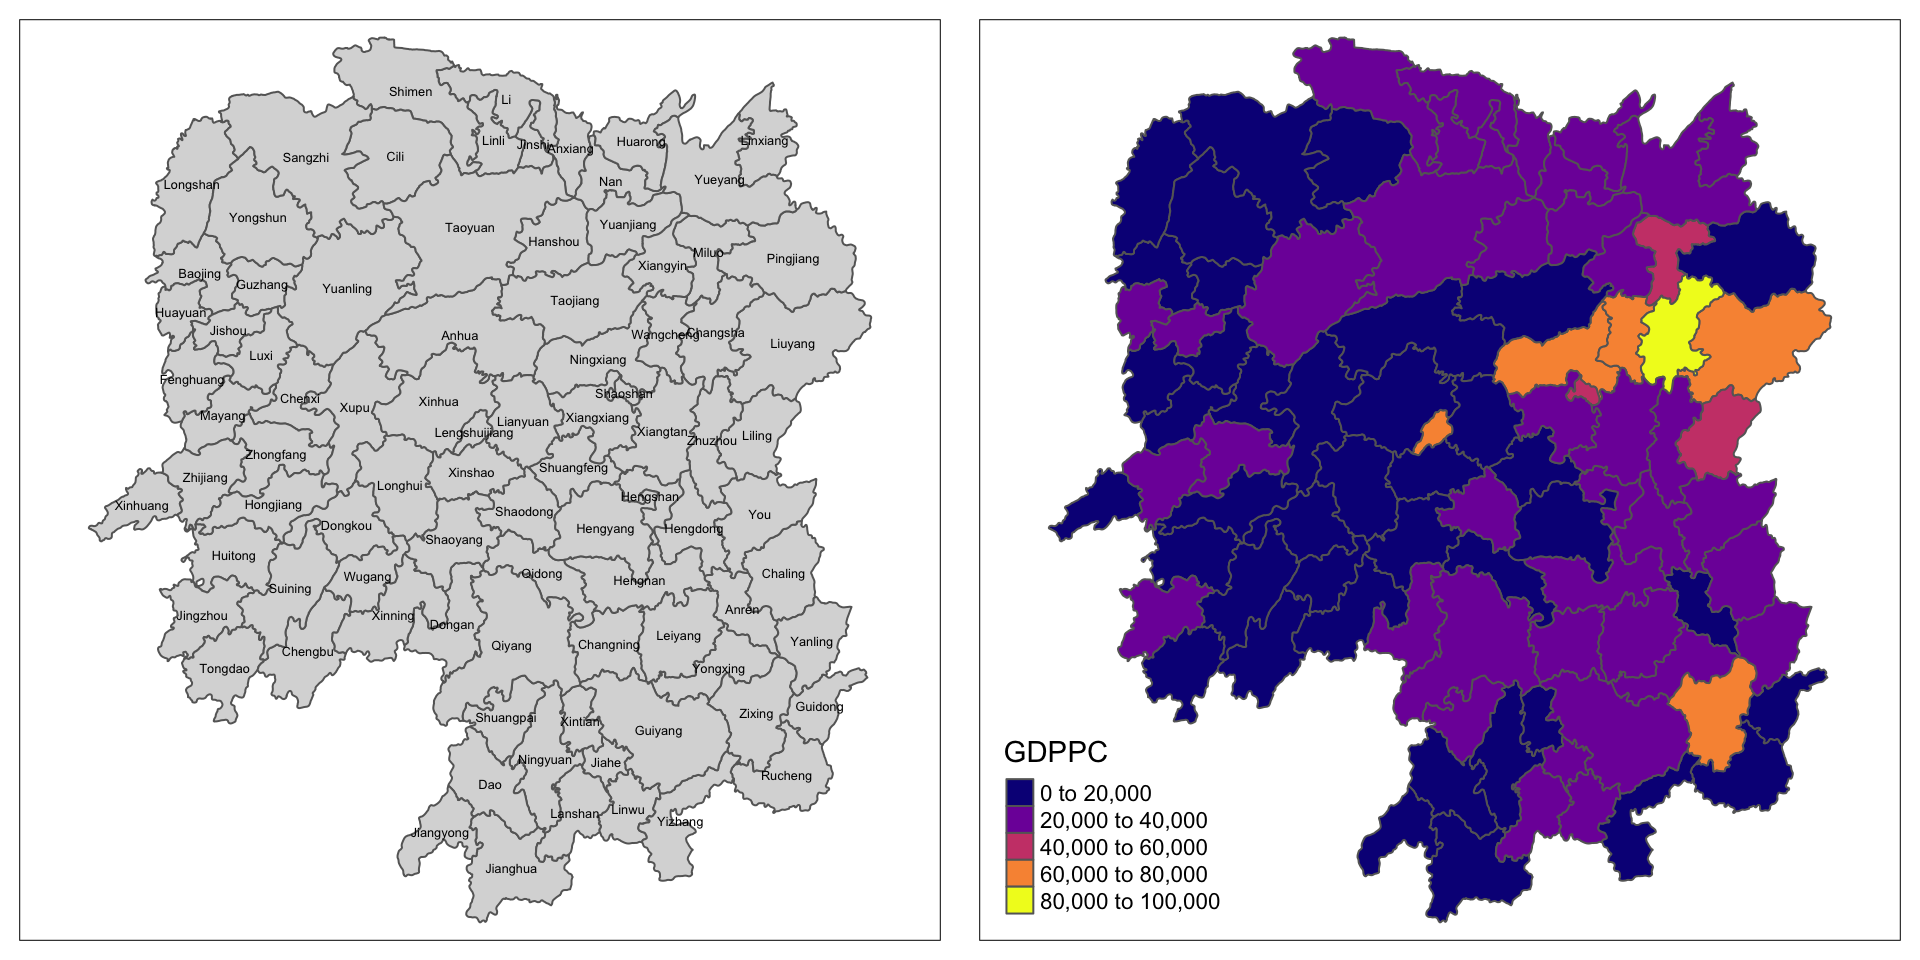 Shimen
Li
Linli
Jinshi
Anxiang
Huarong
Linxiang
Sangzhi
Cili
Nan
Yueyang
Longshan
Yongshun
Taoyuan
Hanshou
Yuanjiang
Miluo
Xiangyin
Pingjiang
Baojing
Guzhang
Yuanling
Taojiang
Huayuan
Jishou
Anhua
Wangcheng
Changsha
Liuyang
Luxi
Ningxiang
Fenghuang
Shaoshan
Chenxi
Xupu
Xinhua
Mayang
Lianyuan
Xiangxiang
Lengshuijiang
Xiangtan
Zhuzhou
Liling
Zhongfang
Shuangfeng
Zhijiang
Xinshao
Longhui
Hengshan
Xinhuang
Hongjiang
Shaodong
You
Dongkou
Hengyang
Hengdong
Shaoyang
Huitong
Wugang
Qidong
Hengnan
Chaling
Suining
Jingzhou
Xinning
Dongan
Anren
Leiyang
Yanling
Chengbu
Qiyang
Changning
Tongdao
Yongxing
Shuangpai
Xintian
Zixing
Guidong
Guiyang
Ningyuan
Jiahe
Rucheng
Dao
Lanshan
Linwu
Yizhang
Jiangyong
Jianghua
GDPPC
0 to 20,000
20,000 to 40,000
40,000 to 60,000
60,000 to 80,000
80,000 to 100,000